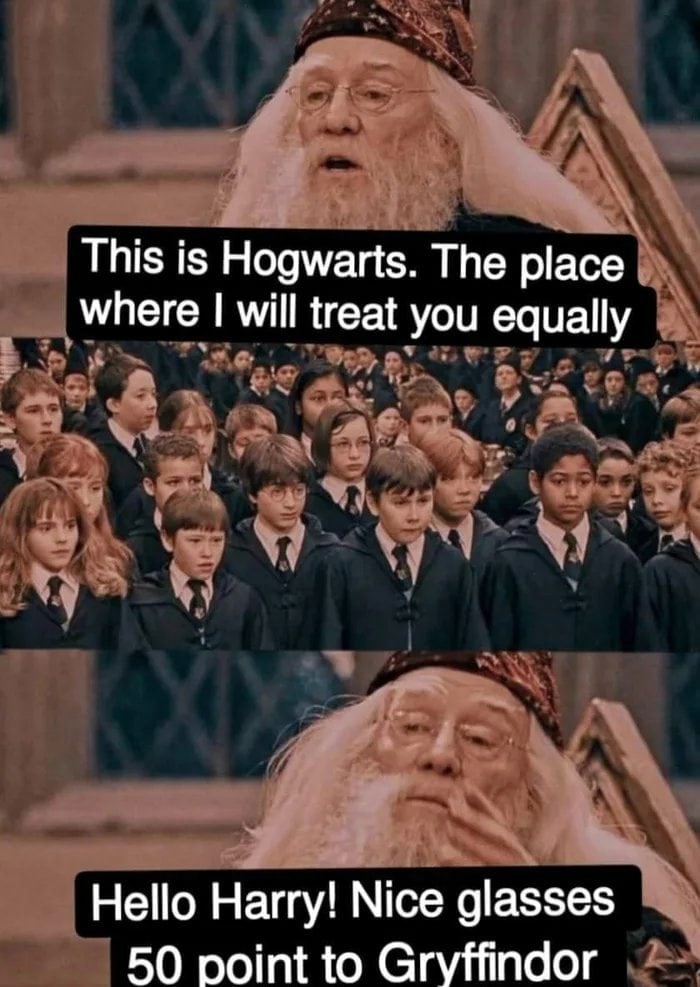 This is Hogwarts. The place
where I will treat you equally
Hello Harry! Nice glasses
50 point to Gryffindor